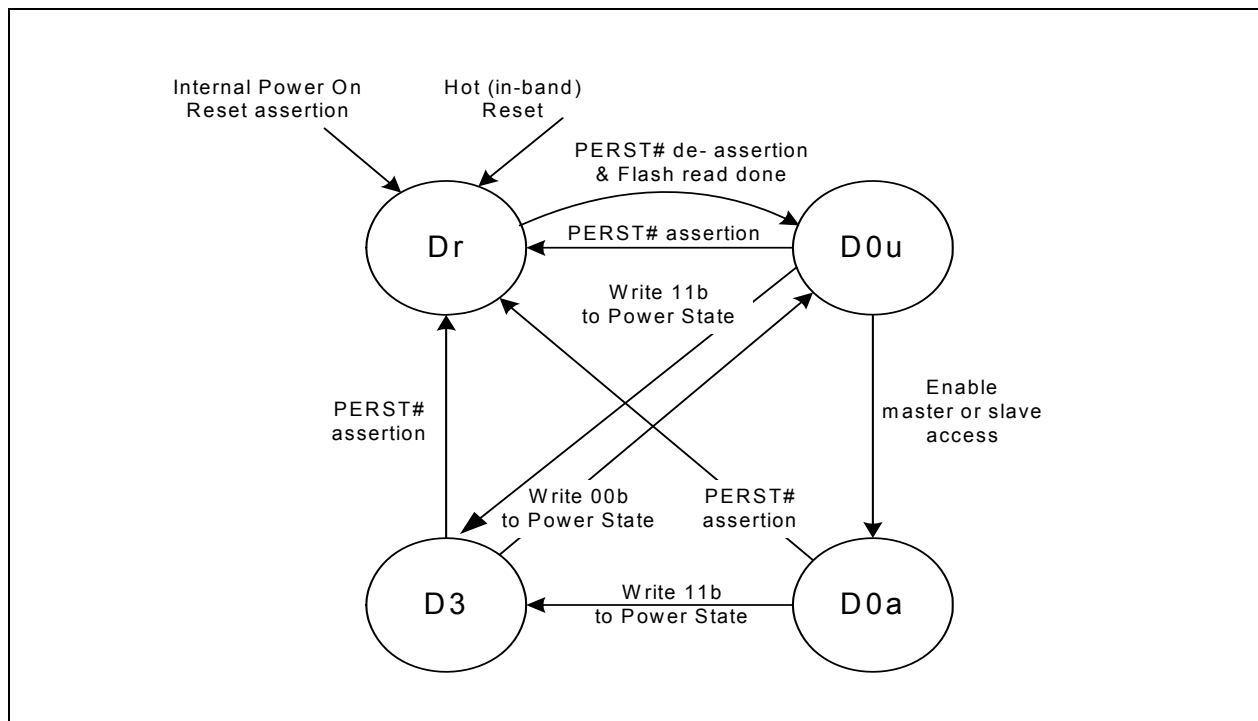 Internal Power On
Reset assertion
Hot (in-band)
Reset
PERST# de- assertion
& Flash read done
Dr
PERST# assertion
D0u
Write 11b
to Power State
PERST#
assertion
Enable
master or slave
access
Write 00b
to Power State
PERST#
assertion
D3
Write 11b
to Power State
D0a